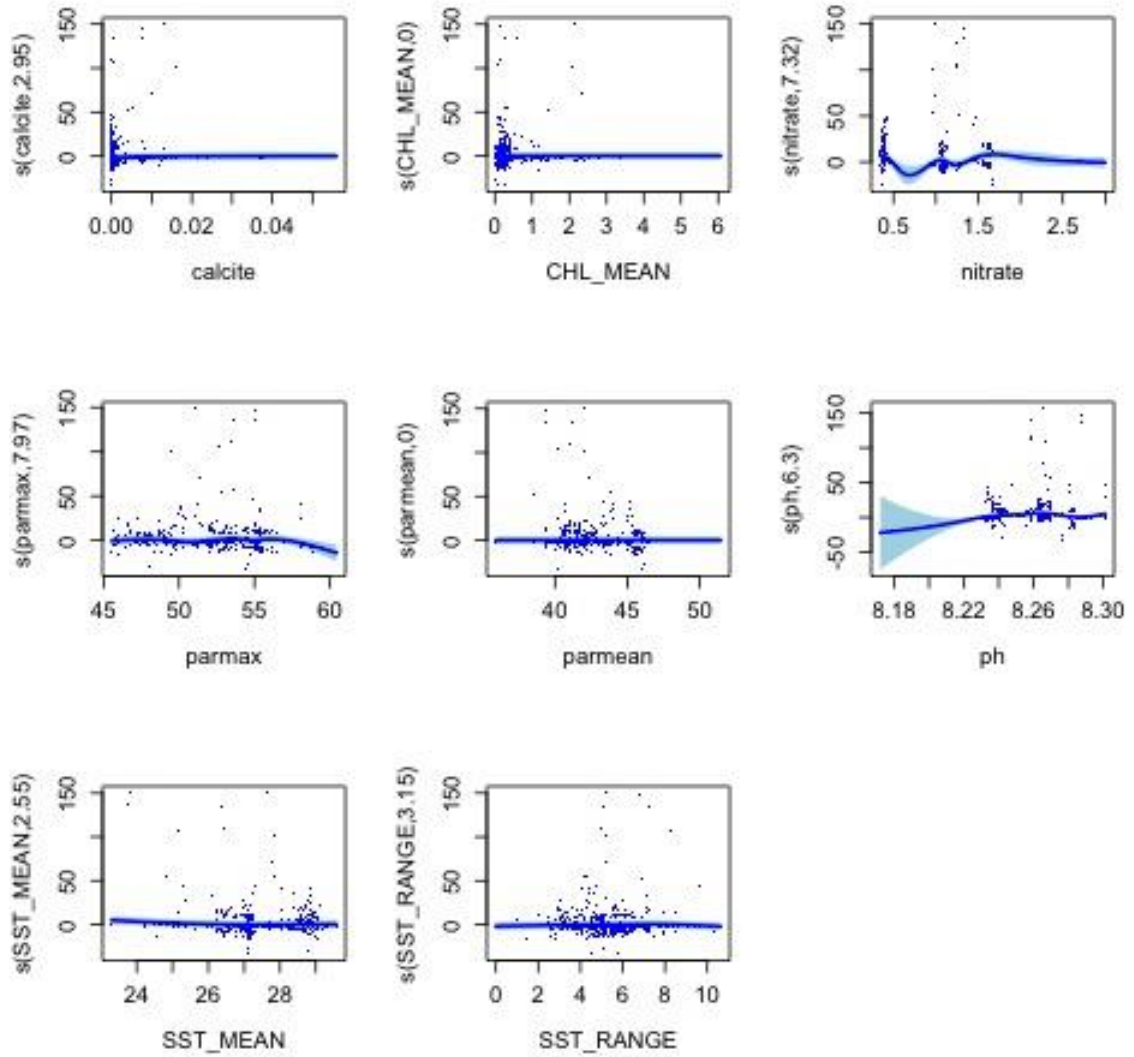 s(calcite,2.95)
150
50
0
0.00 0.02 0.04
calcite
s(CHL_MEAN,0)
150
50
0
0 1 2 3 4 5 6
CHL_MEAN
s(nitrate,7.32)
150
50
0
0.5 1.5 2.5
nitrate
s(parmax,7.97)
150
50
0
45 50 55 60
parmax
s(parmean,0)
150
50
0
40 45 50
parmean
s(ph,6.3)
150
50
-50
8.18 8.22 8.26 8.30
ph
s(SST_MEAN,2.55)
150
50
0
24 26 28
SST_MEAN
s(SST_RANGE,3.15)
150
50
0
0 2 4 6 8 10
SST_RANGE